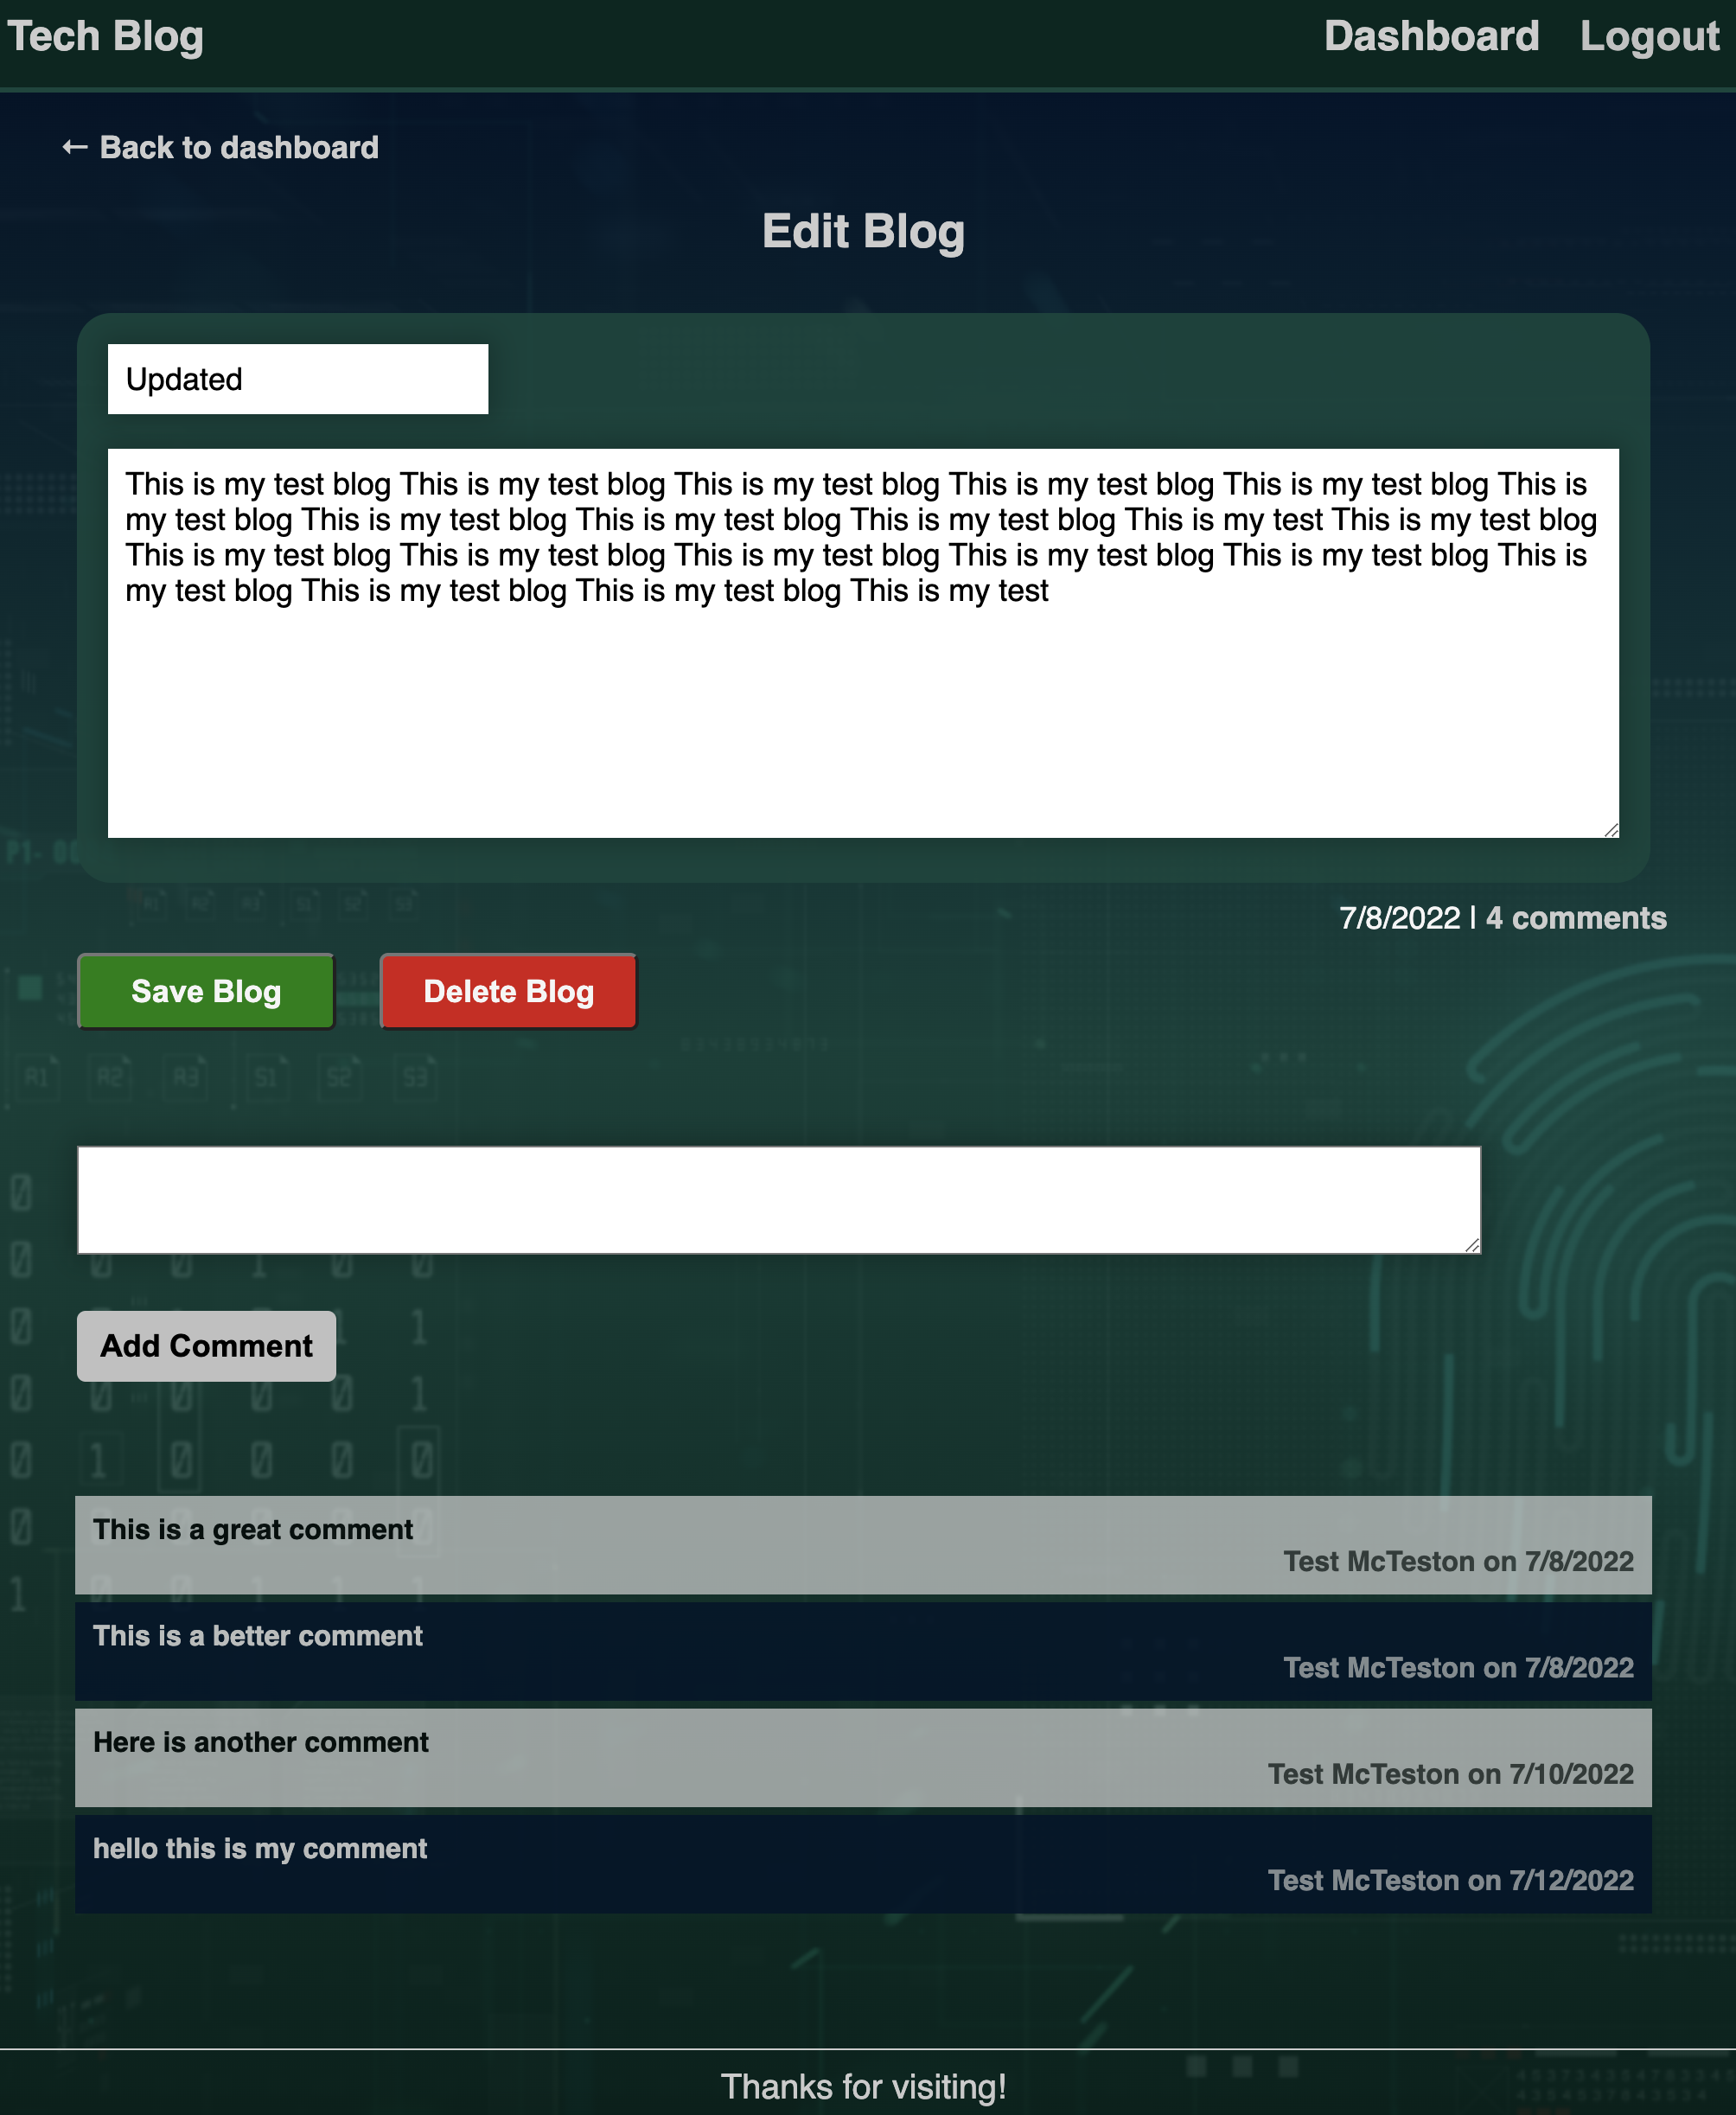 Tech Blog
Dashboard
Logout
← Back to dashboard
Edit Blog
Updated
This is my test blog This is my test blog This is my test blog This is my test blog This is my test blog This is
my test blog This is my test blog This is my test blog This is my test blog This is my test This is my test blog
This is my test blog This is my test blog This is my test blog This is my test blog This is my test blog This is
my test blog This is my test blog This is my test blog This is my test
7/8/2022 | 4 comments
Save Blog
Delete Blog
A1 A2 A3 S1 S2 S3
Add Comment
This is a great comment
Test McTeston on 7/8/2022
This is a better comment
Test McTeston on 7/8/2022
Here is another comment
Test McTeston on 7/10/2022
hello this is my comment
Test McTeston on 7/12/2022
Thanks for visiting!